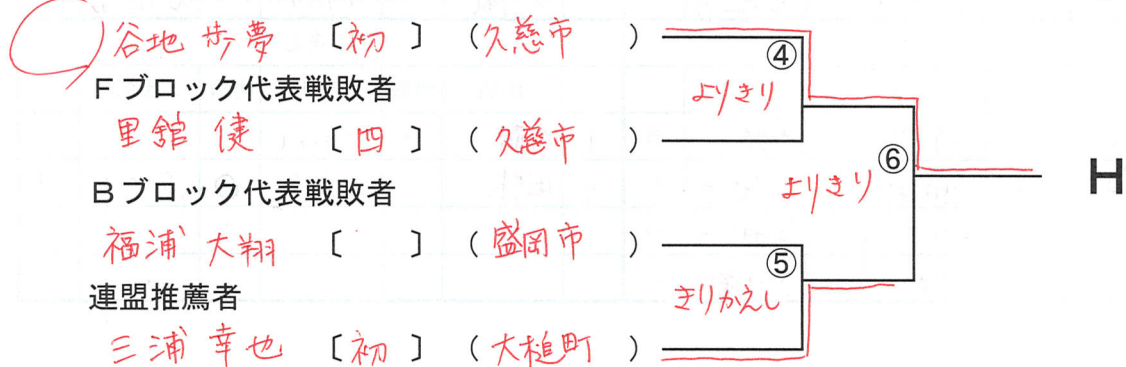 谷地 歩夢 〔初〕 （久慈市） ④
Fブロック代表戦敗者 よりきり
里舘 健 〔四〕 （久慈市） ⑥
Bブロック代表戦敗者 よりきり H
福浦 大翔 〔 〕 （盛岡市） ⑤
連盟推薦者 きりかえし
三浦 幸也 〔初〕 （大槌町）